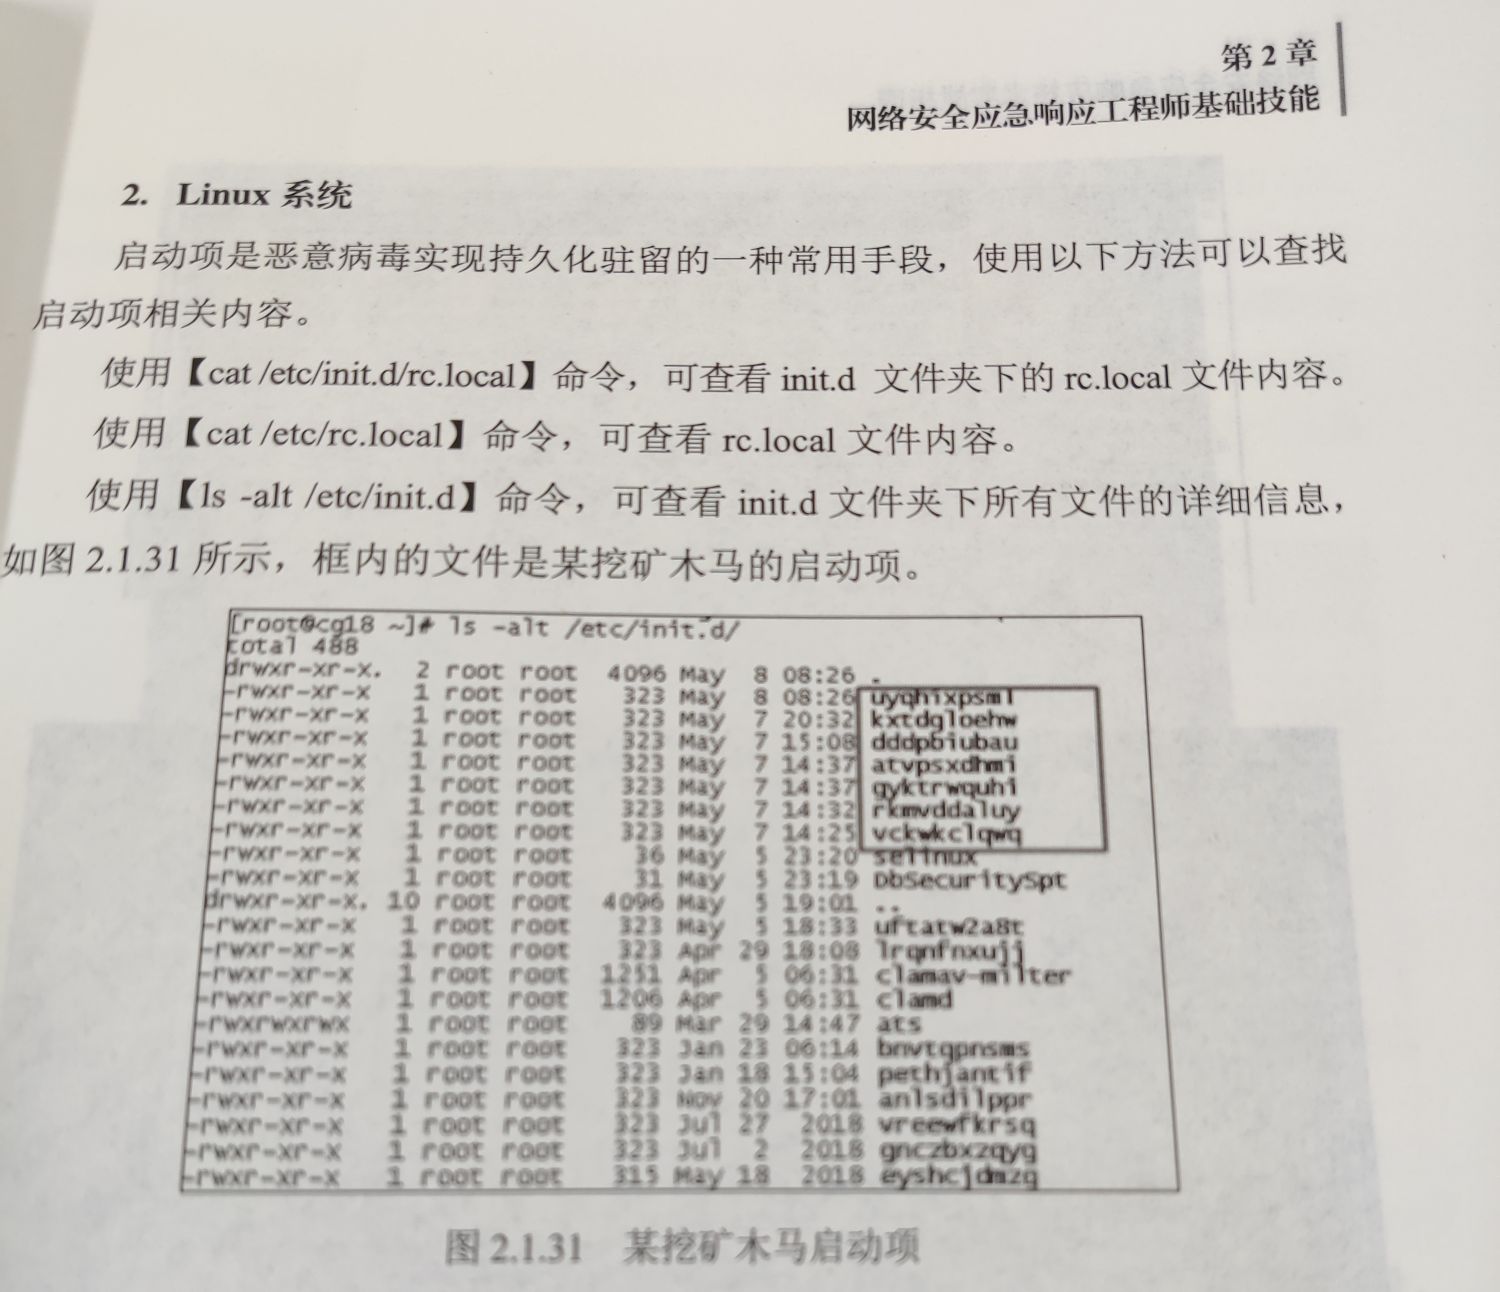 第 2 章
网络安全应急响应工程师基础技能
2. Linux 系统
启动项是恶意病毒实现持久化驻留的一种常用手段，使用以下方法可以查找
启动项相关内容。
使用【cat /etc/init.d/rc.local】命令，可查看 init.d 文件夹下的 rc.local 文件内容。
使用【cat /etc/rc.local】命令，可查看 rc.local 文件内容。
使用【ls -alt /etc/init.d】命令，可查看 init.d 文件夹下所有文件的详细信息，
如图 2.1.31 所示，框内的文件是某挖矿木马的启动项。
[root@cg18 ~]# ls -alt /etc/init.d/
total 488
drwxr-xr-x. 2 root root 4096 May 8 08:26 .
-rwxr-xr-x 1 root root 323 May 8 08:26 uyqhixpsml
-rwxr-xr-x 1 root root 323 May 7 20:32 kxtdqloehw
-rwxr-xr-x 1 root root 323 May 7 15:08 dddpbiubau
-rwxr-xr-x 1 root root 323 May 7 14:37 atvpsxdhmi
-rwxr-xr-x 1 root root 323 May 7 14:37 gyktrwquhi
-rwxr-xr-x 1 root root 323 May 7 14:32 rkmvddaluy
-rwxr-xr-x 1 root root 323 May 7 14:25 vckwkclqwq
-rwxr-xr-x 1 root root 36 May 5 23:20 selinux
-rwxr-xr-x 1 root root 31 May 5 23:19 DbSecuritySpt
drwxr-xr-x. 10 root root 4096 May 5 19:01 ..
-rwxr-xr-x 1 root root 323 May 5 18:33 uftatw2a8t
-rwxr-xr-x 1 root root 323 Apr 29 18:08 lrqnfnxujj
-rwxr-xr-x 1 root root 1251 Apr 5 06:31 clamav-milter
-rwxr-xr-x 1 root root 1206 Apr 5 06:31 clamd
-rwxrwxrwx 1 root root 89 Mar 29 14:47 ats
-rwxr-xr-x 1 root root 323 Jan 23 06:14 bnvtqpnsms
-rwxr-xr-x 1 root root 323 Jan 18 15:04 pethjantif
-rwxr-xr-x 1 root root 323 Nov 20 17:01 anlsdilppr
-rwxr-xr-x 1 root root 323 Jul 27 2018 vreewfkrsq
-rwxr-xr-x 1 root root 323 Jul 2 2018 gnczbxzqyg
-rwxr-xr-x 1 root root 315 May 18 2018 eyshcjdmzg
图 2.1.31 某挖矿木马启动项